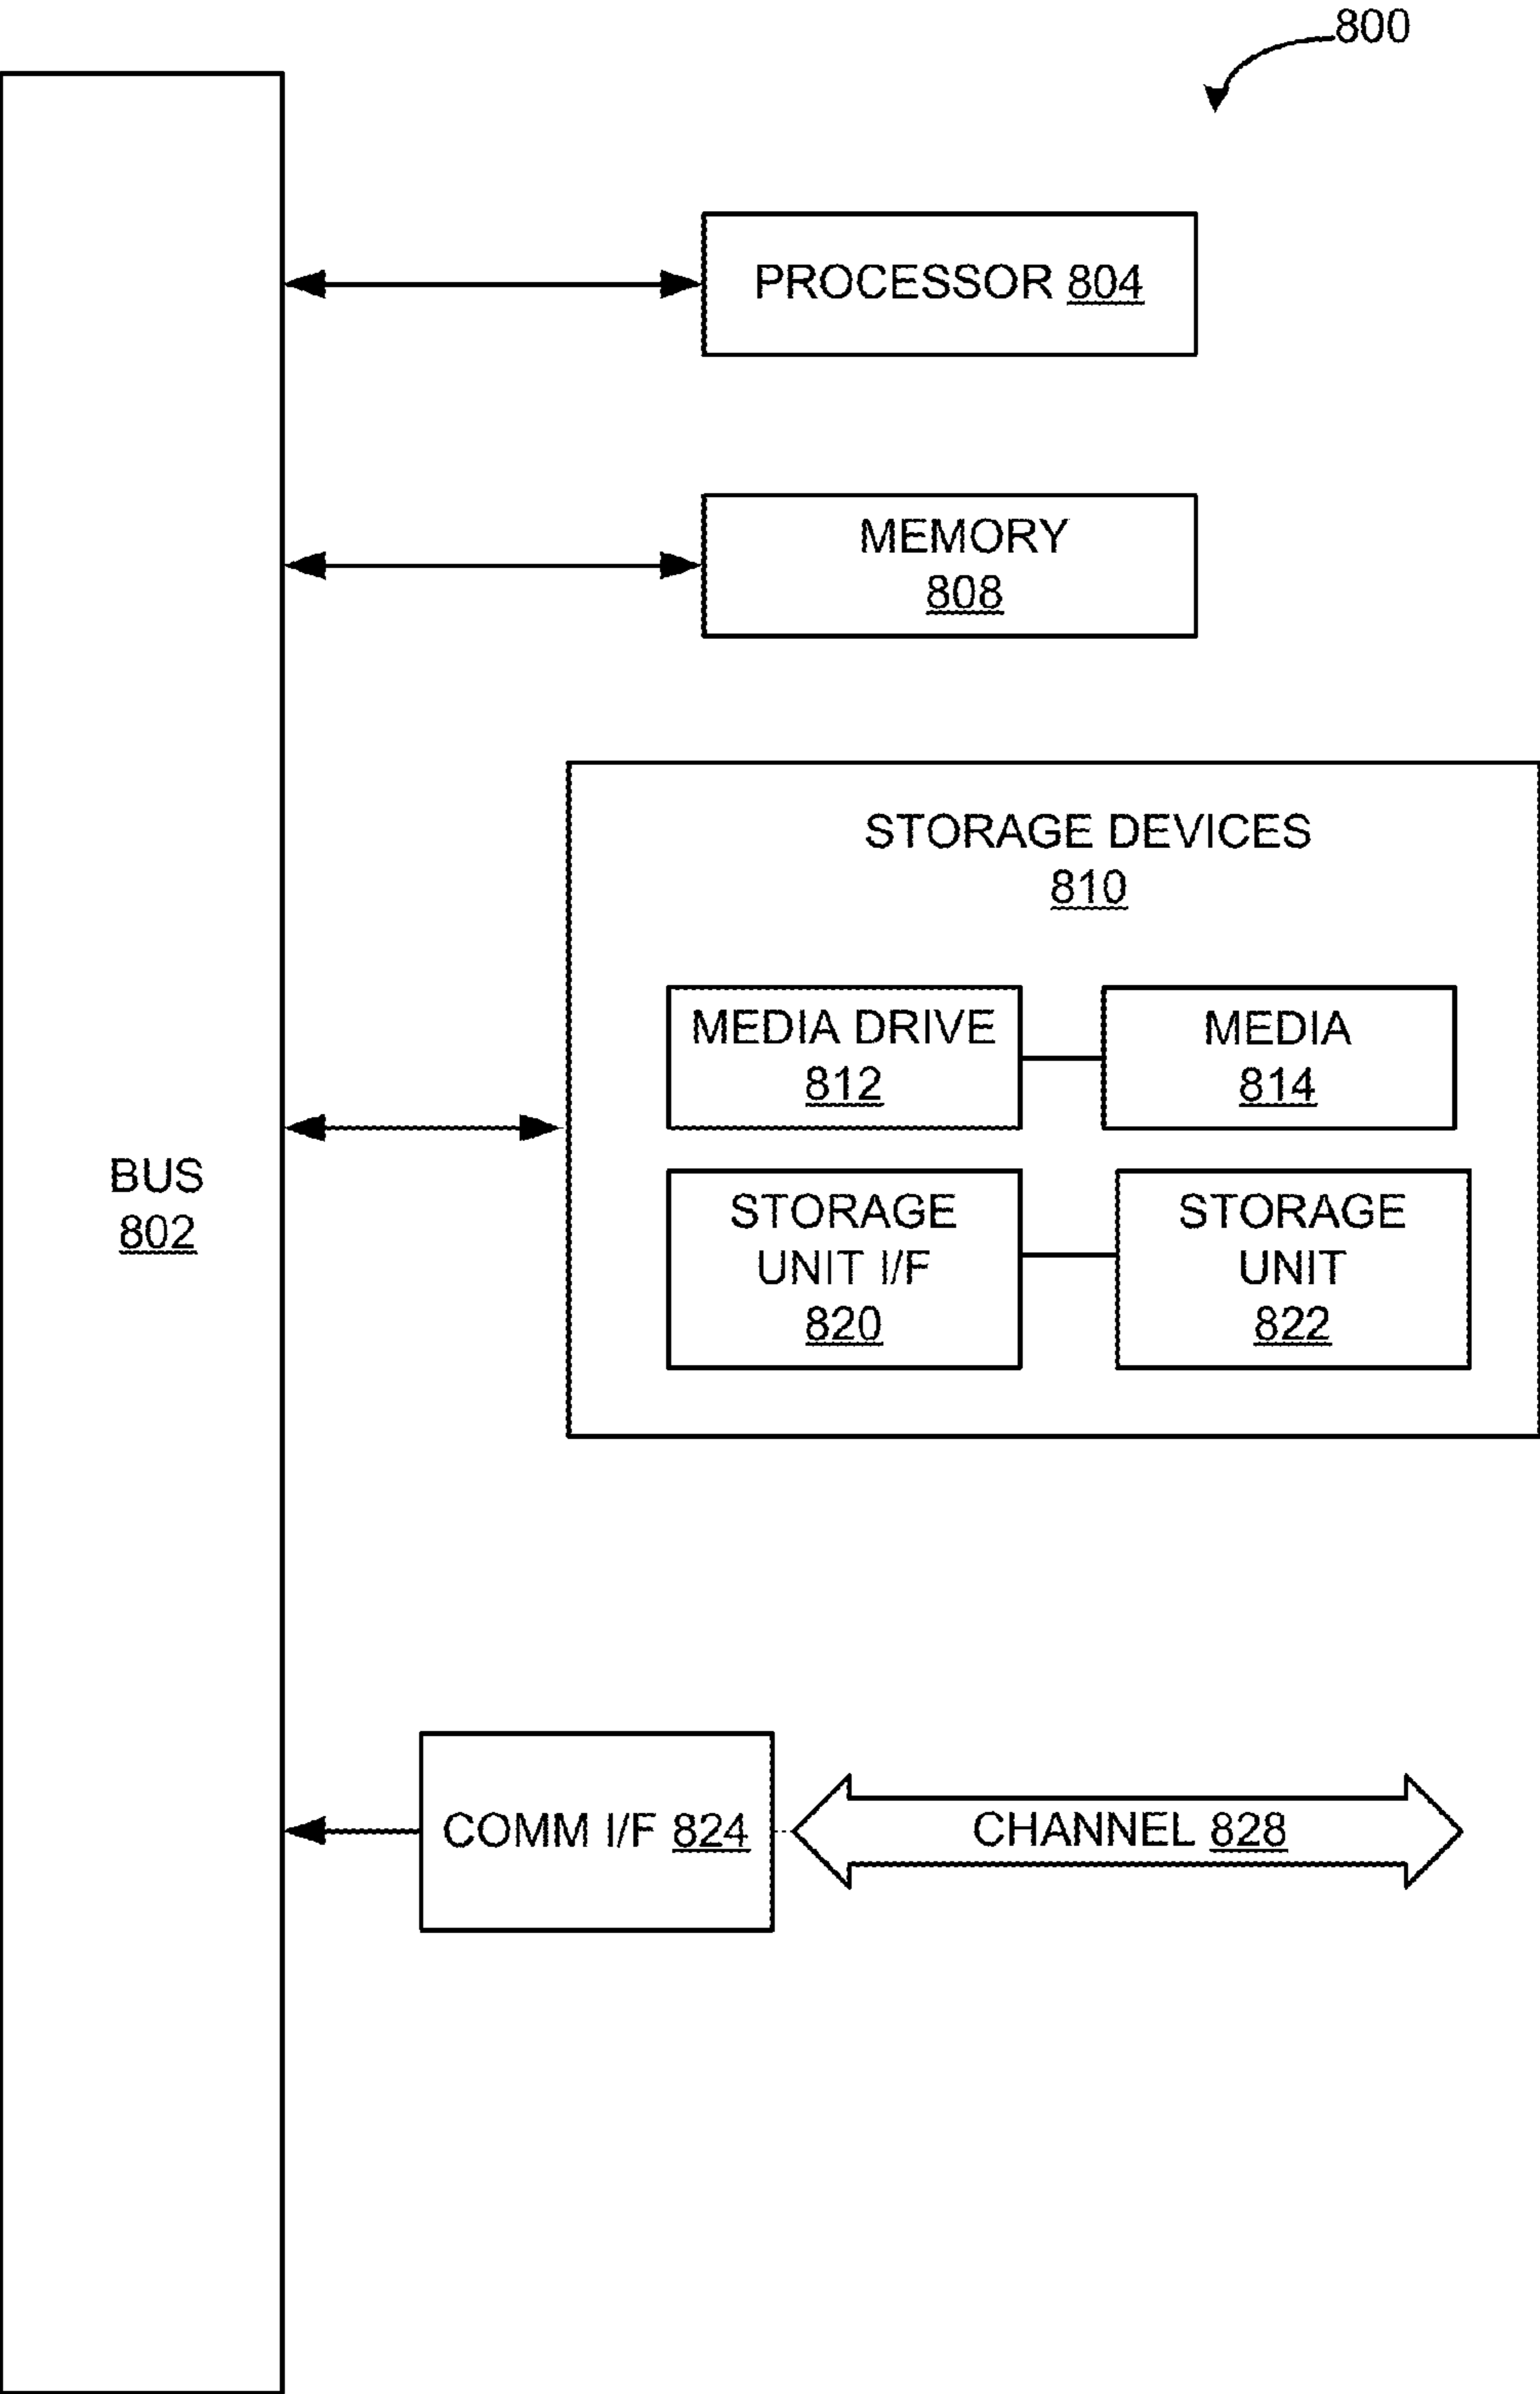 800
PROCESSOR 804
MEMORY
808
STORAGE DEVICES
810
MEDIA DRIVE
812
MEDIA
814
BUS
802
STORAGE
UNIT I/F
820
STORAGE
UNIT
822
COMM I/F 824
CHANNEL 828